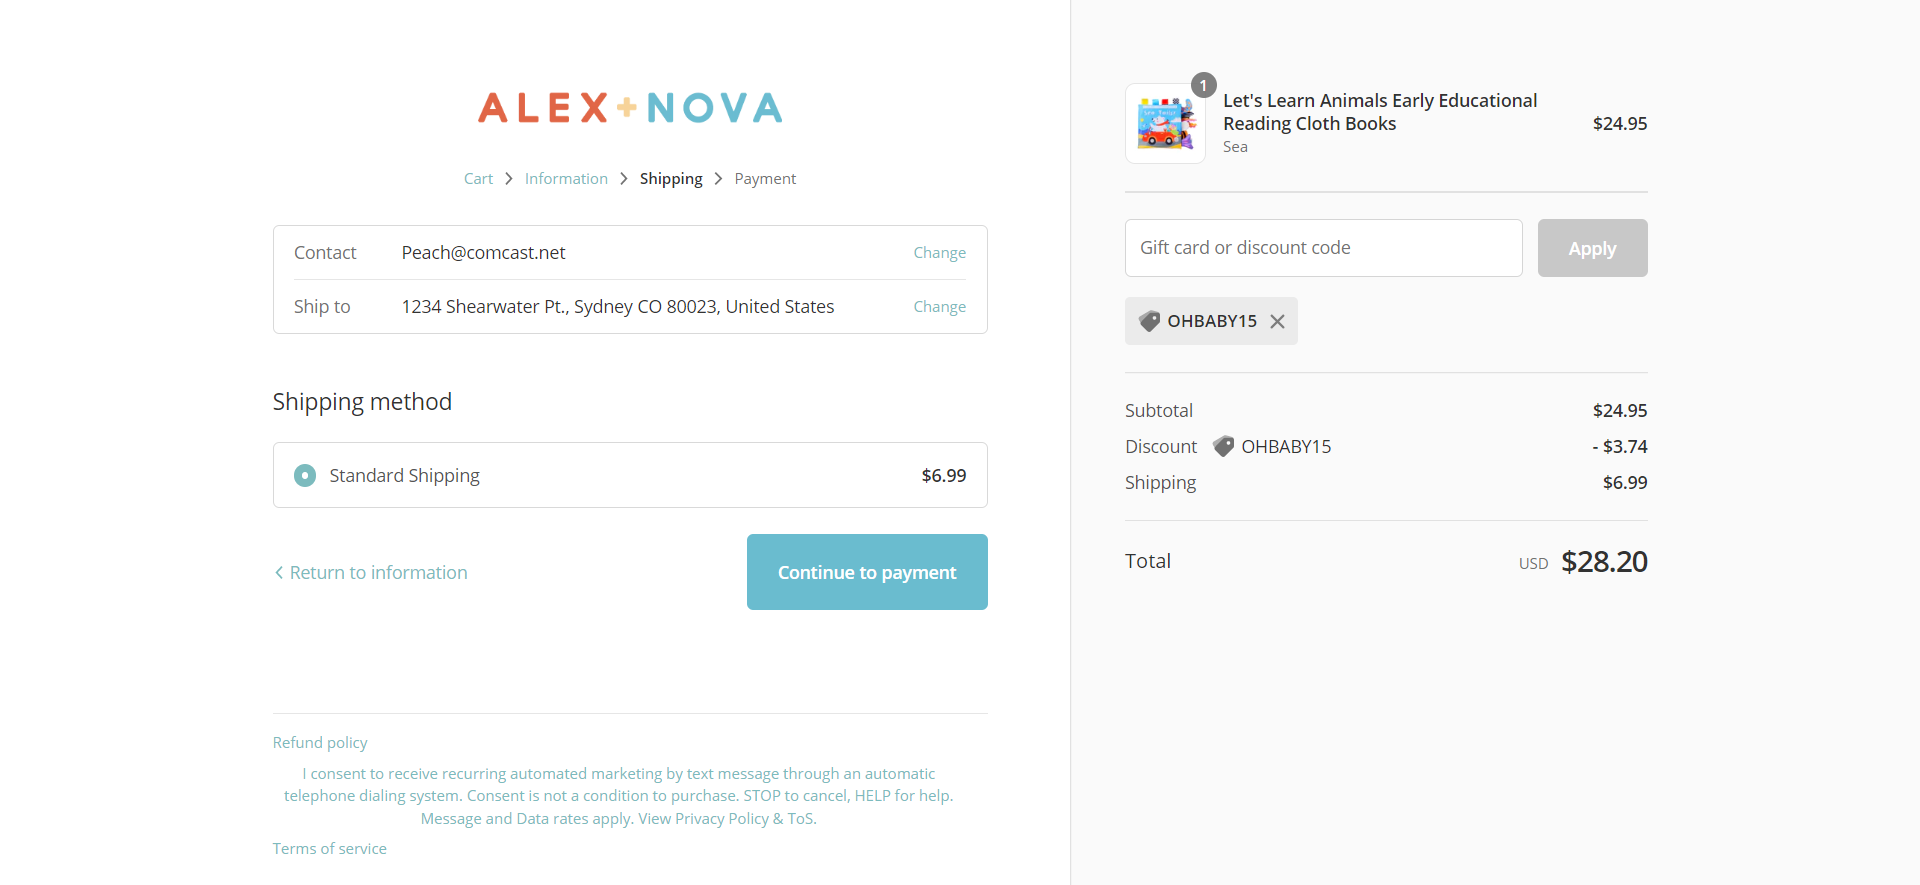 ALEX+NOVA
Cart > Information > Shipping > Payment
Contact Peach@comcast.net Change
Ship to 1234 Shearwater Pt., Sydney CO 80023, United States Change
Shipping method
Standard Shipping $6.99
< Return to information
Continue to payment
Refund policy
I consent to receive recurring automated marketing by text message through an automatic
telephone dialing system. Consent is not a condition to purchase. STOP to cancel, HELP for help.
Message and Data rates apply. View Privacy Policy & ToS.
Terms of service
1
Let's Learn Animals Early Educational
Reading Cloth Books $24.95
Sea
Gift card or discount code
Apply
OHBABY15
Subtotal $24.95
Discount OHBABY15 - $3.74
Shipping $6.99
Total USD $28.20